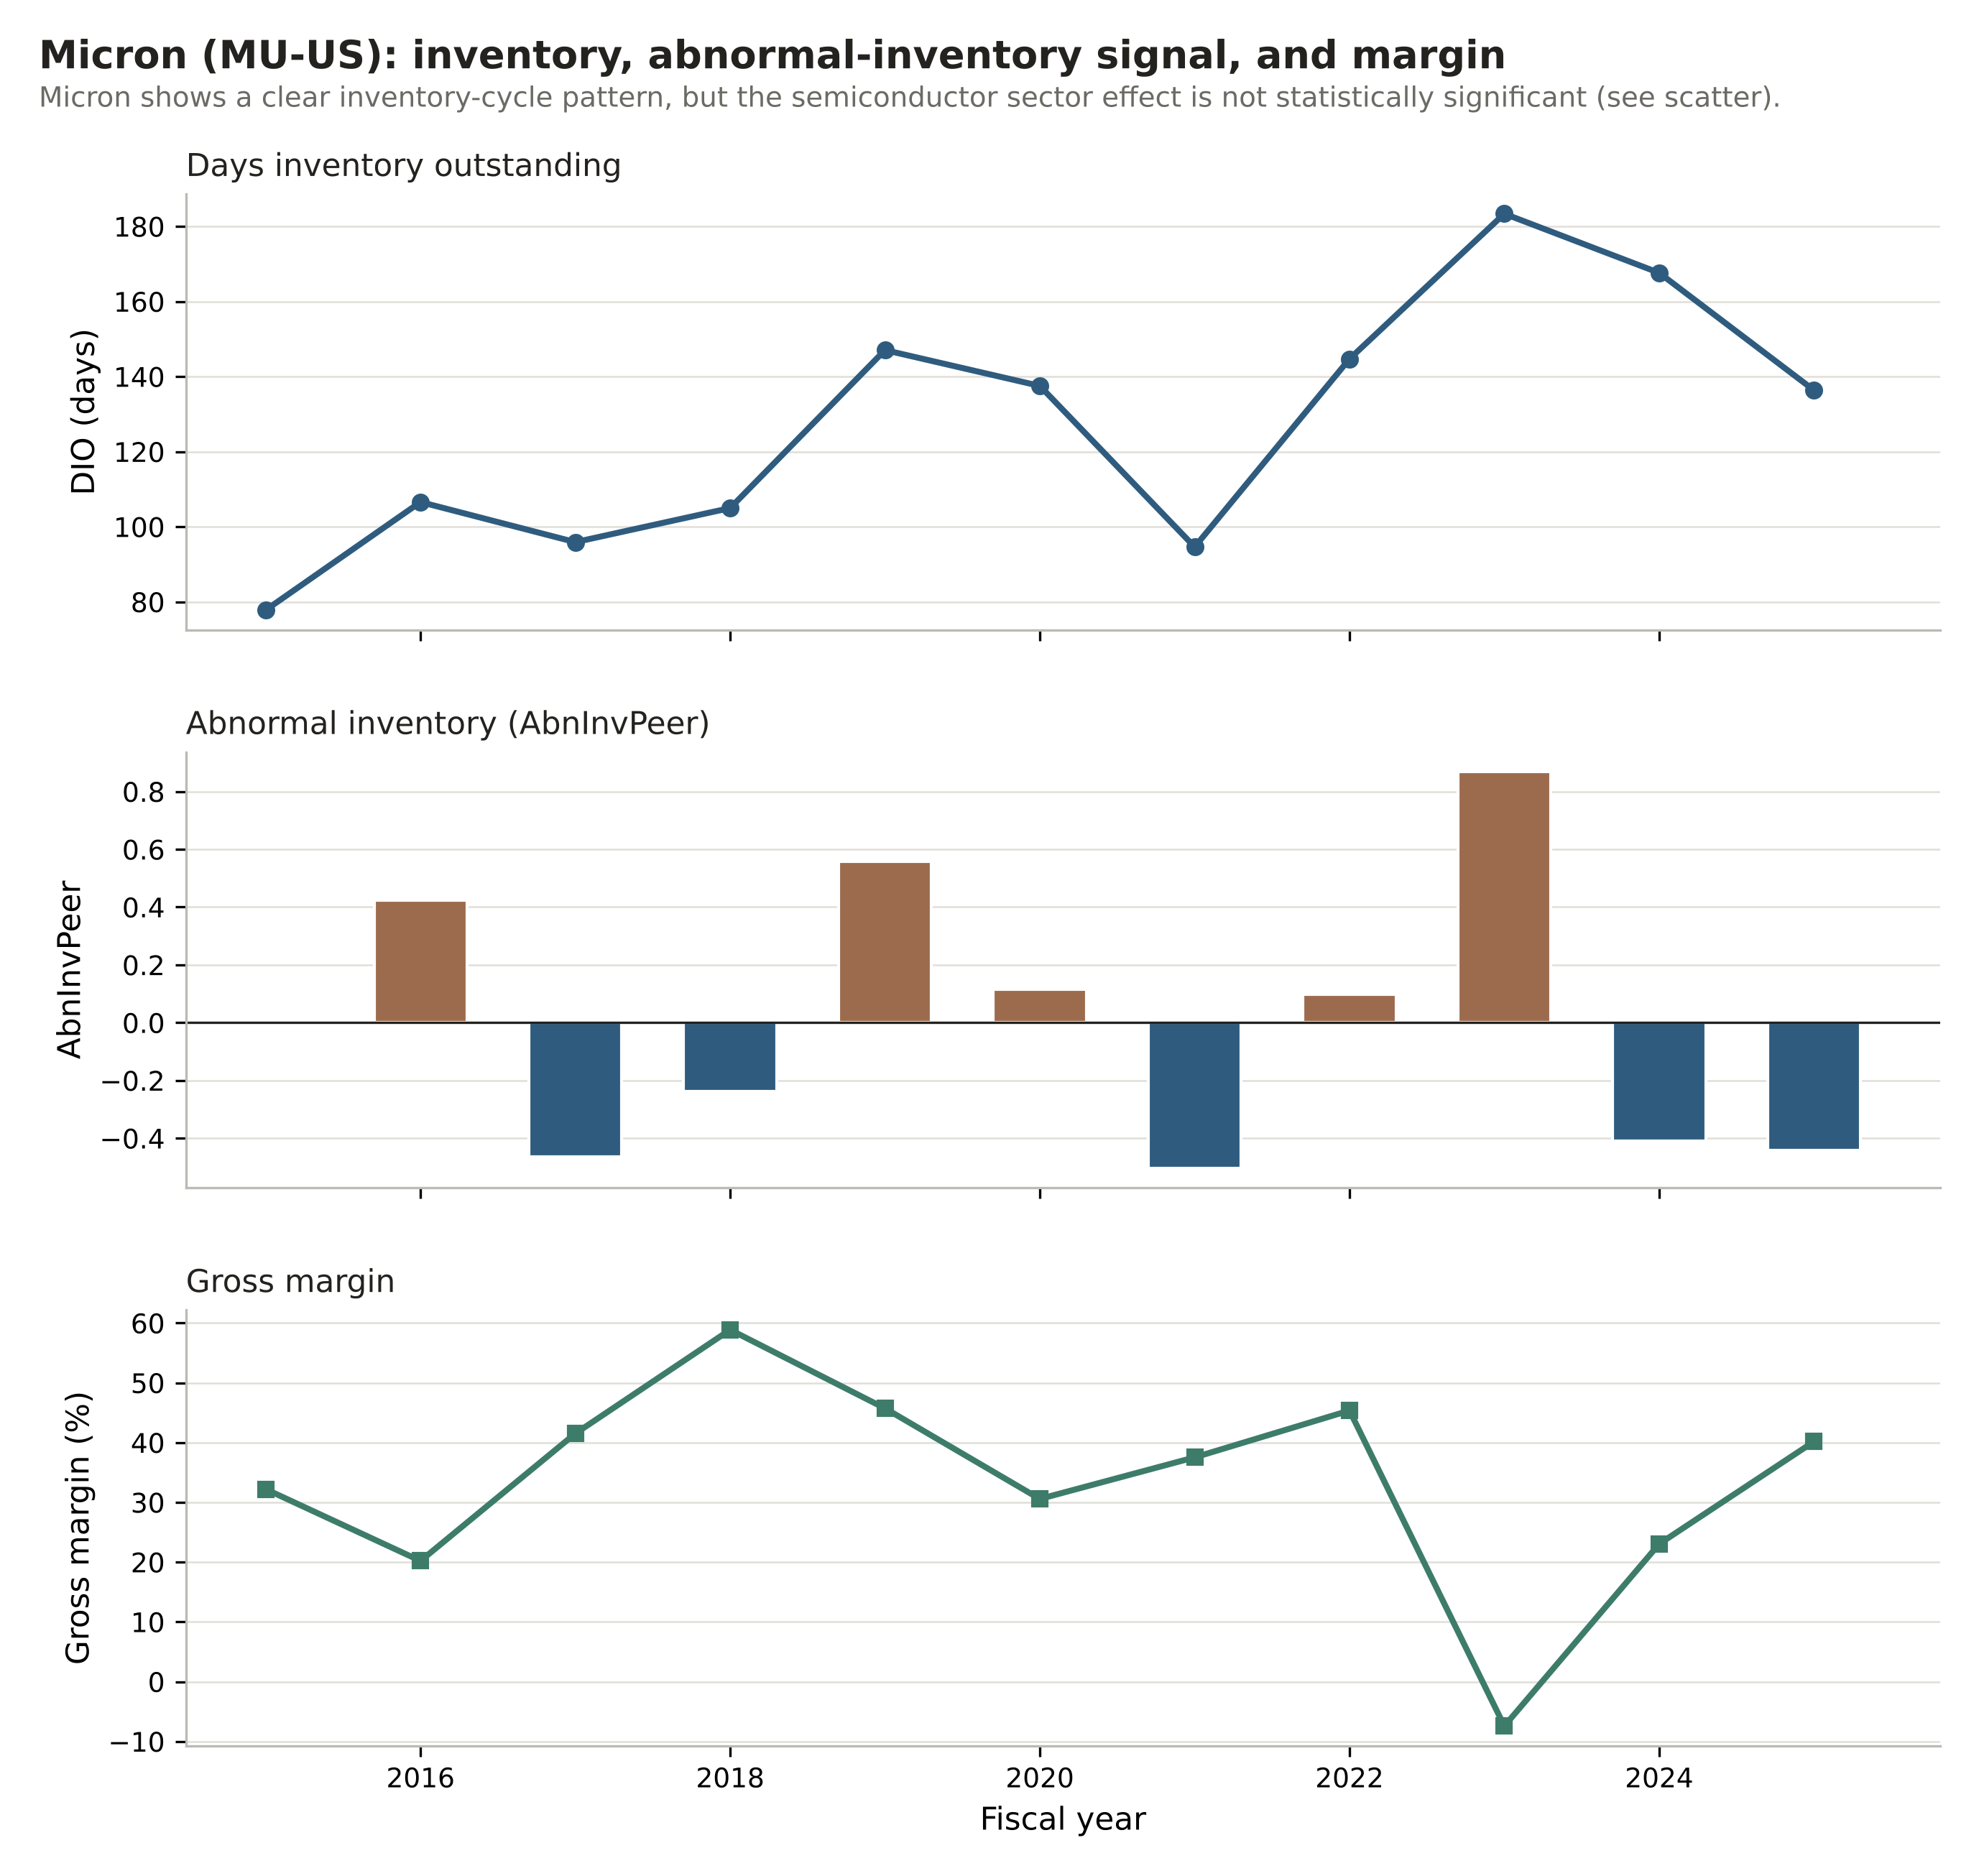 Micron (MU-US): inventory, abnormal-inventory signal, and margin
Micron shows a clear inventory-cycle pattern, but the semiconductor sector effect is not statistically significant (see scatter).
Days inventory outstanding
DIO (days)
180
160
140
120
100
80
Abnormal inventory (AbnInvPeer)
AbnInvPeer
0.8
0.6
0.4
0.2
0.0
−0.2
−0.4
Gross margin
Gross margin (%)
60
50
40
30
20
10
0
−10
2016 2018 2020 2022 2024
Fiscal year